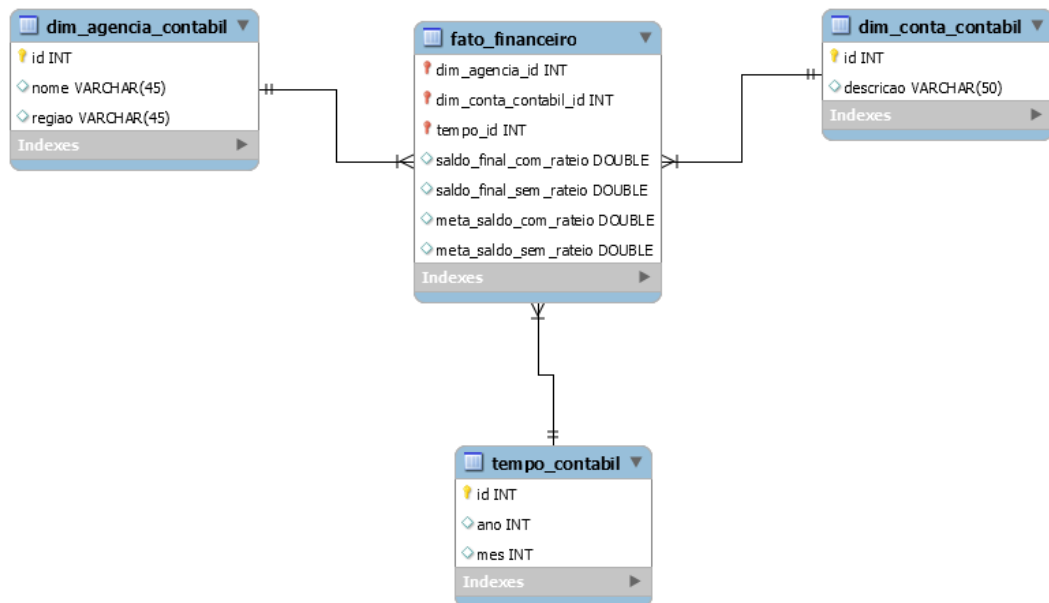 dim_agencia_contabil
id INT
nome VARCHAR(45)
regiao VARCHAR(45)
Indexes
fato_financeiro
dim_agencia_id INT
dim_conta_contabil_id INT
tempo_id INT
saldo_final_com_rateio DOUBLE
saldo_final_sem_rateio DOUBLE
meta_saldo_com_rateio DOUBLE
meta_saldo_sem_rateio DOUBLE
Indexes
dim_conta_contabil
id INT
descricao VARCHAR(50)
Indexes
tempo_contabil
id INT
ano INT
mes INT
Indexes